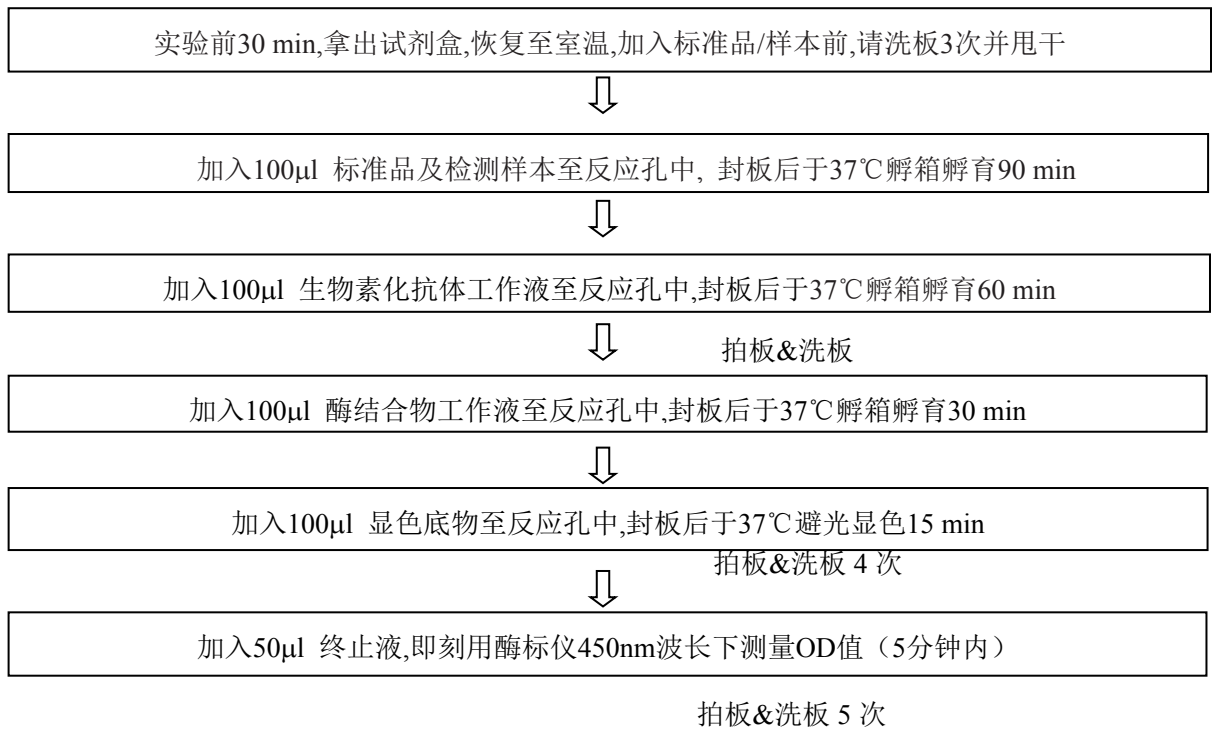 实验前30 min,拿出试剂盒,恢复至室温,加入标准品/样本前,请洗板3次并甩干
加入100μl 标准品及检测样本至反应孔中, 封板后于37℃孵箱孵育90 min
加入100μl 生物素化抗体工作液至反应孔中,封板后于37℃孵箱孵育60 min
拍板&洗板
加入100μl 酶结合物工作液至反应孔中,封板后于37℃孵箱孵育30 min
加入100μl 显色底物至反应孔中,封板后于37℃避光显色15 min
拍板&洗板 4 次
加入50μl 终止液,即刻用酶标仪450nm波长下测量OD值（5分钟内）
拍板&洗板 5 次